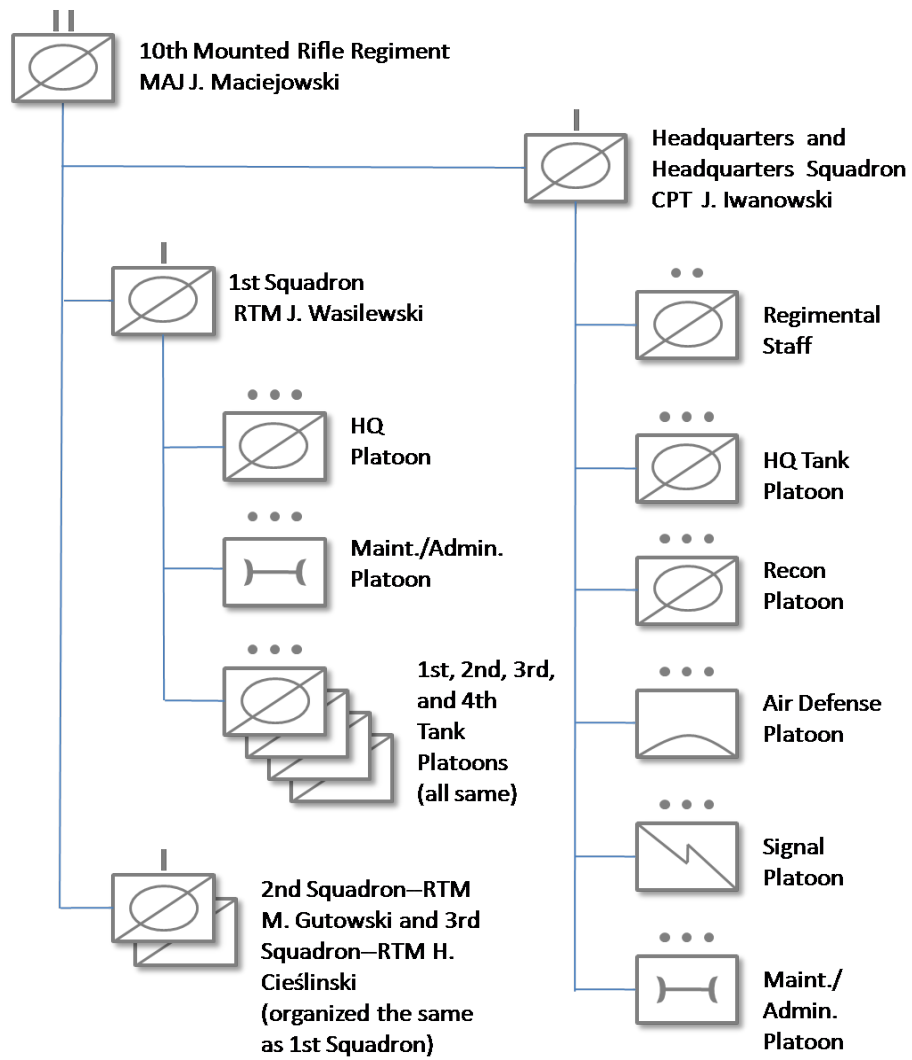 10th Mounted Rifle Regiment
MAJ J. Maciejowski
Headquarters and
Headquarters Squadron
CPT J. Iwanowski
1st Squadron
RTM J. Wasilewski
Regimental
Staff
HQ
Platoon
HQ Tank
Platoon
Maint./Admin.
Platoon
Recon
Platoon
1st, 2nd, 3rd,
and 4th
Tank
Platoons
(all same)
Air Defense
Platoon
Signal
Platoon
2nd Squadron—RTM
M. Gutowski and 3rd
Squadron—RTM H.
Cieślinski
(organized the same
as 1st Squadron)
Maint./
Admin.
Platoon